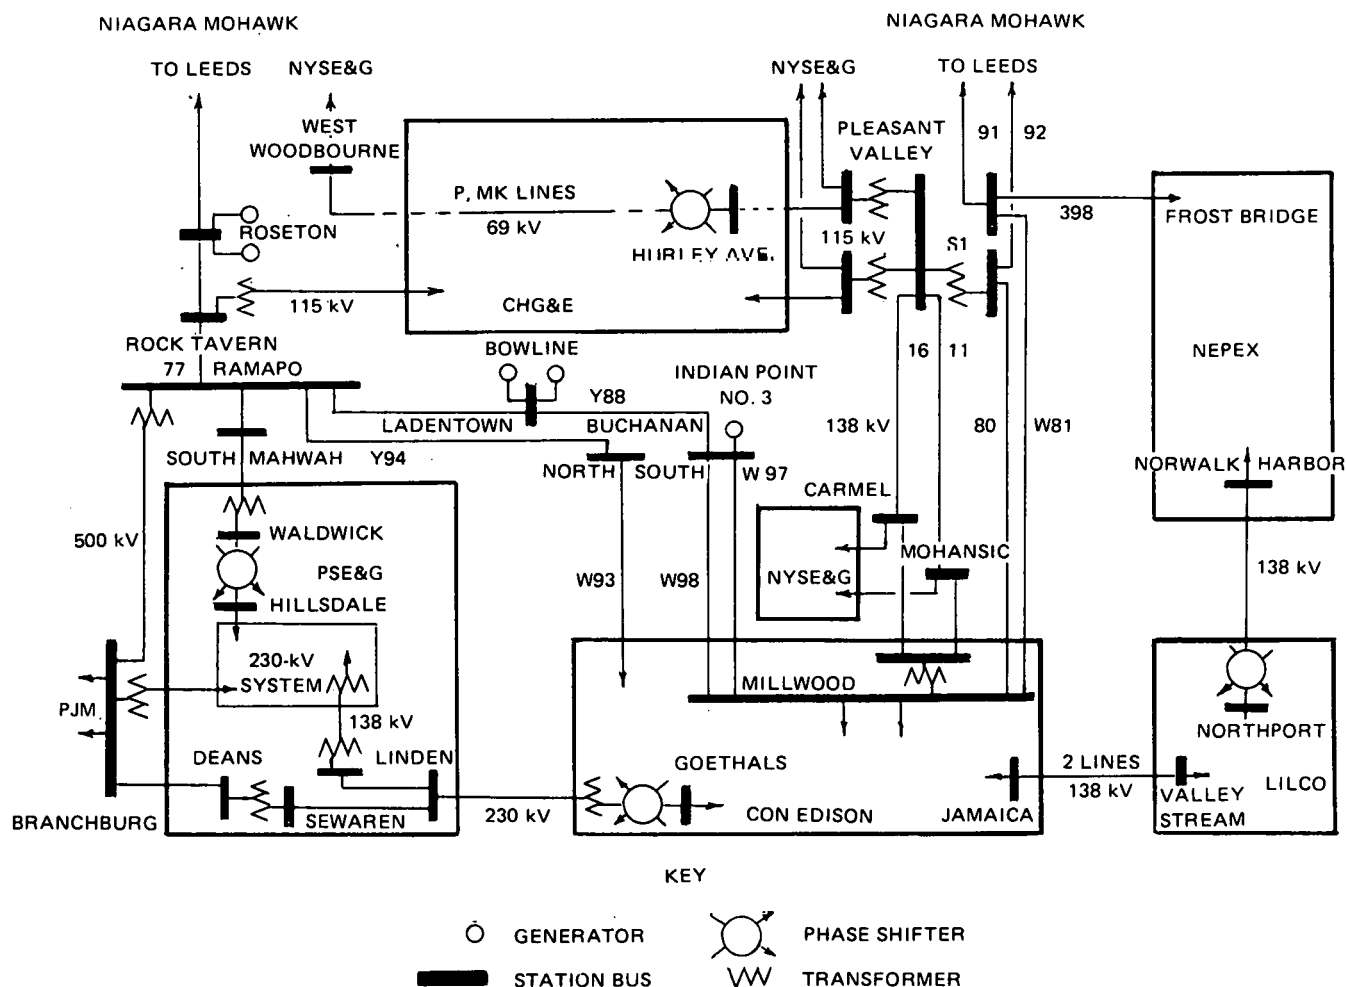 NIAGARA MOHAWK
NIAGARA MOHAWK
TO LEEDS
NYSE&G
NYSE&G
TO LEEDS
WEST
WOODBOURNE
PLEASANT
VALLEY
91
92
P, MK LINES
69 kV
ROSETON
HURLEY AVE.
115 kV
S1
398
FROST BRIDGE
115 kV
CHG&E
ROCK TAVERN
77
RAMAPO
BOWLINE
INDIAN POINT
NO. 3
16
11
NEPEX
Y88
LADENTOWN
BUCHANAN
138 kV
80
W81
SOUTH MAHWAH
Y94
NORTH
SOUTH
W 97
NORWALK
HARBOR
CARMEL
500 kV
WALDWICK
MOHANSIC
PSE&G
NYSE&G
138 kV
W93
W98
HILLSDALE
230-kV
SYSTEM
MILLWOOD
PJM
138 kV
NORTHPORT
DEANS
LINDEN
GOETHALS
2 LINES
138 kV
LILCO
BRANCHBURG
SEWAREN
230 kV
CON EDISON
JAMAICA
VALLEY
STREAM
KEY
GENERATOR
PHASE SHIFTER
STATION BUS
TRANSFORMER